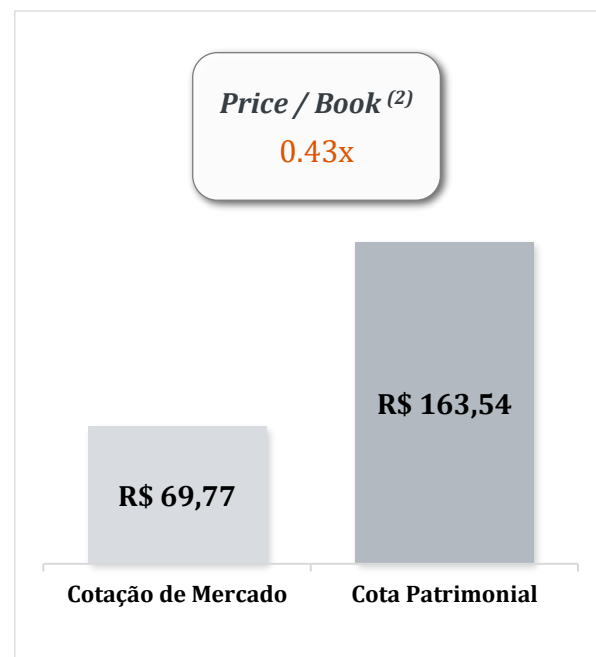 Price / Book (2)
0.43x
R$ 163,54
R$ 69,77
Cotação de Mercado
Cota Patrimonial